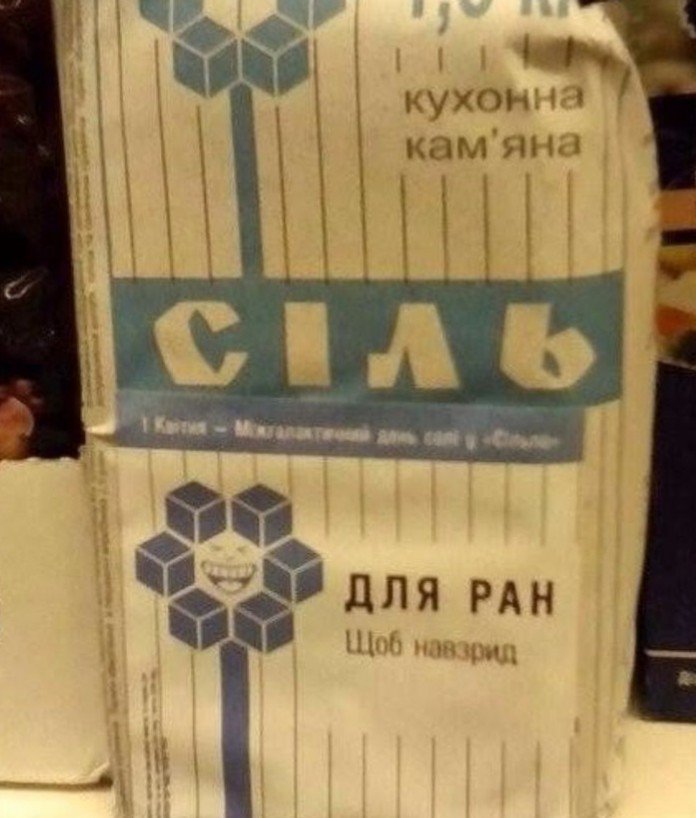 кухонна
кам'яна
СІЛЬ
1 Квітня – Міжгалактичний день солі у «Сільпо»
ДЛЯ РАН
Щоб навзрид